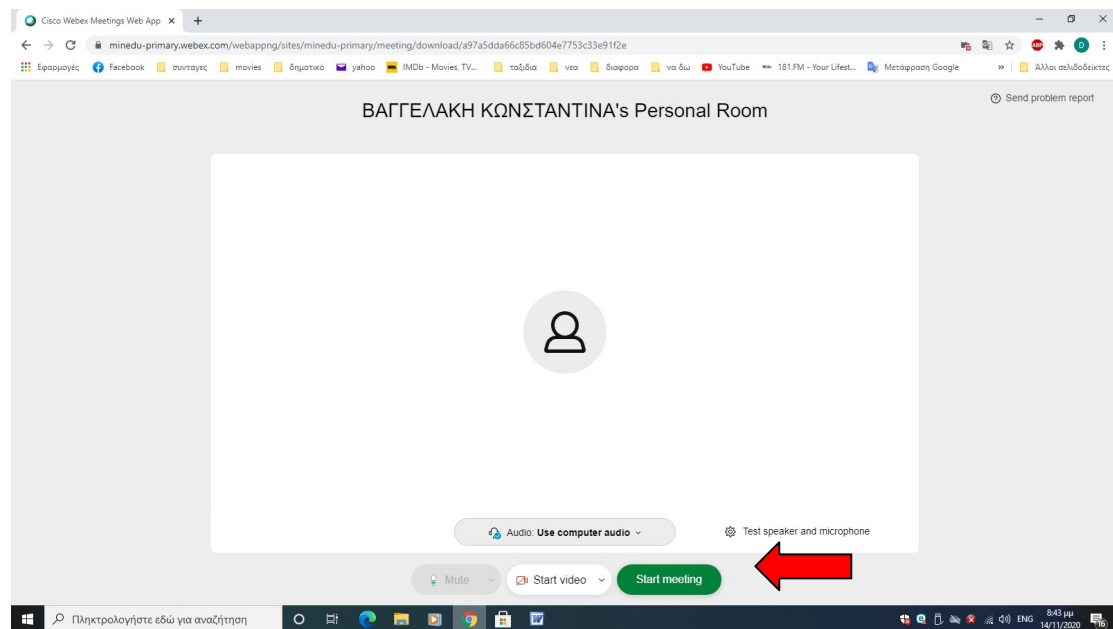 Cisco Webex Meetings Web App
minedu-primary.webex.com/webappng/sites/minedu-primary/meeting/download/a97a5dda66c85bd604e7753c33e91f2e
ABP D
Εφαρμογές Facebook συνταγες movies δημοτικό yahoo IMDb - Movies, TV... ταξιδια νεα διαφορα να δω YouTube 181.FM - Your Lifest... Μετάφραση Google » Άλλοι σελιδοδείκτες
Send problem report
ΒΑΓΓΕΛΑΚΗ ΚΩΝΣΤΑΝΤΙΝΑ's Personal Room
Audio: Use computer audio
Test speaker and microphone
Mute Start video Start meeting
Πληκτρολογήστε εδώ για αναζήτηση
ENG
8:43 μμ
14/11/2020
16